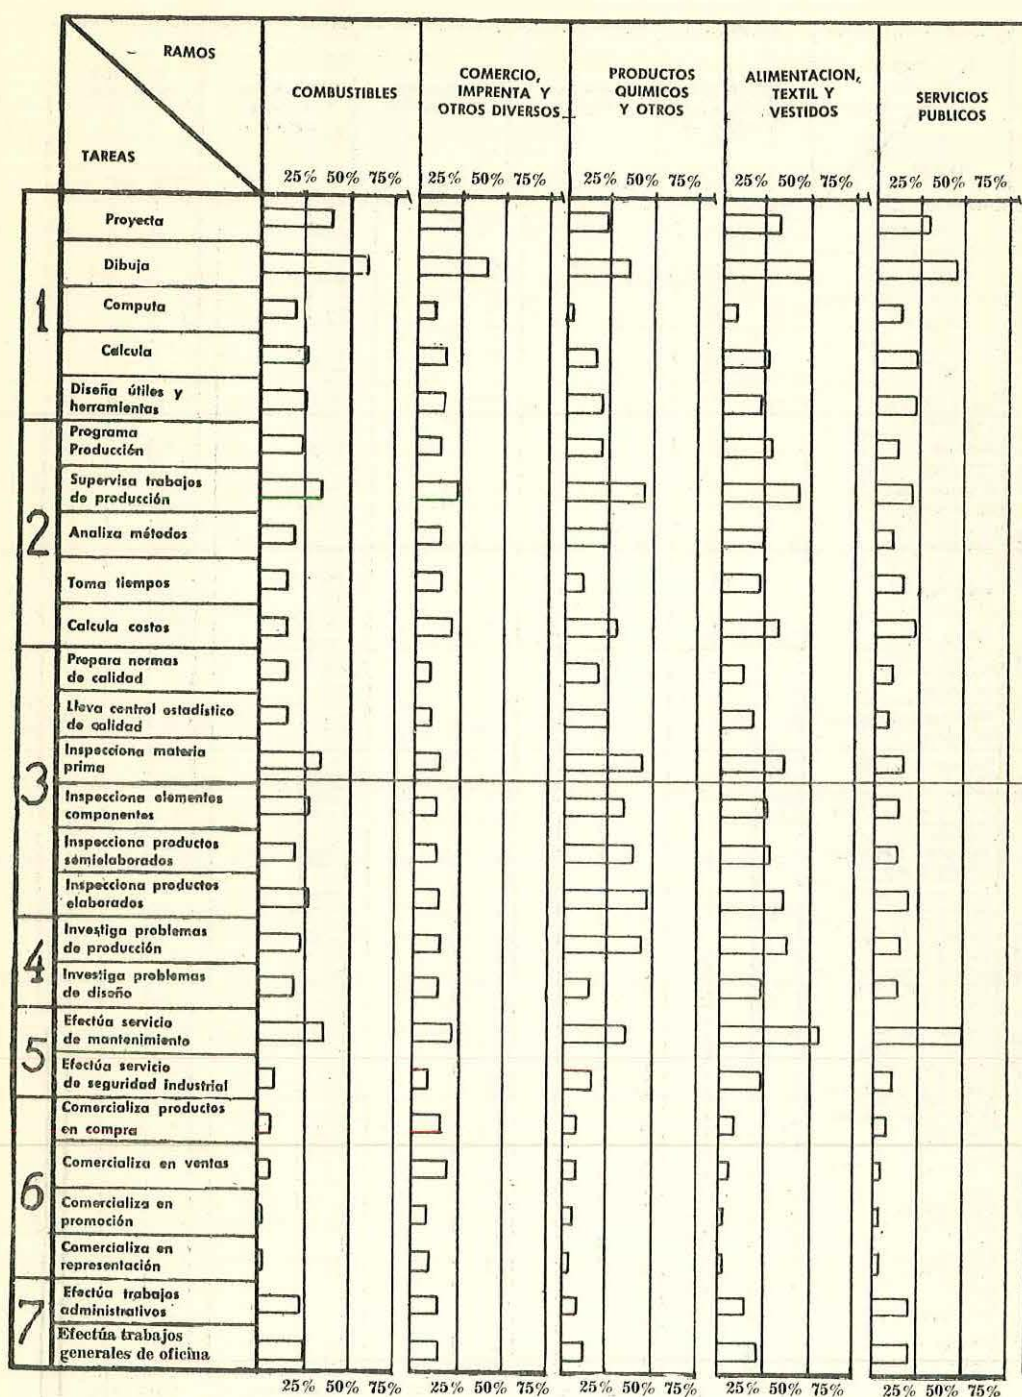 RAMOS
TAREAS
COMBUSTIBLES
COMERCIO,
IMPRENTA Y
OTROS DIVERSOS
PRODUCTOS
QUIMICOS
Y OTROS
ALIMENTACION,
TEXTIL Y
VESTIDOS
SERVICIOS
PUBLICOS
25% 50% 75%
25% 50% 75%
25% 50% 75%
25% 50% 75%
25% 50% 75%
1
Proyecta
Dibuja
Computa
Calcula
Diseña útiles y
herramientas
2
Programa
Producción
Supervisa trabajos
de producción
Analiza métodos
Toma tiempos
Calcula costos
3
Prepara normas
de calidad
Lleva control estadístico
de calidad
Inspecciona materia
prima
Inspecciona elementos
componentes
Inspecciona productos
semielaborados
Inspecciona productos
elaborados
4
Investiga problemas
de producción
Investiga problemas
de diseño
5
Efectúa servicio
de mantenimiento
Efectúa servicio
de seguridad industrial
6
Comercializa productos
en compra
Comercializa en ventas
Comercializa en
promoción
Comercializa en
representación
7
Efectúa trabajos
administrativos
Efectúa trabajos
generales de oficina
25% 50% 75%
25% 50% 75%
25% 50% 75%
25% 50% 75%
25% 50% 75%